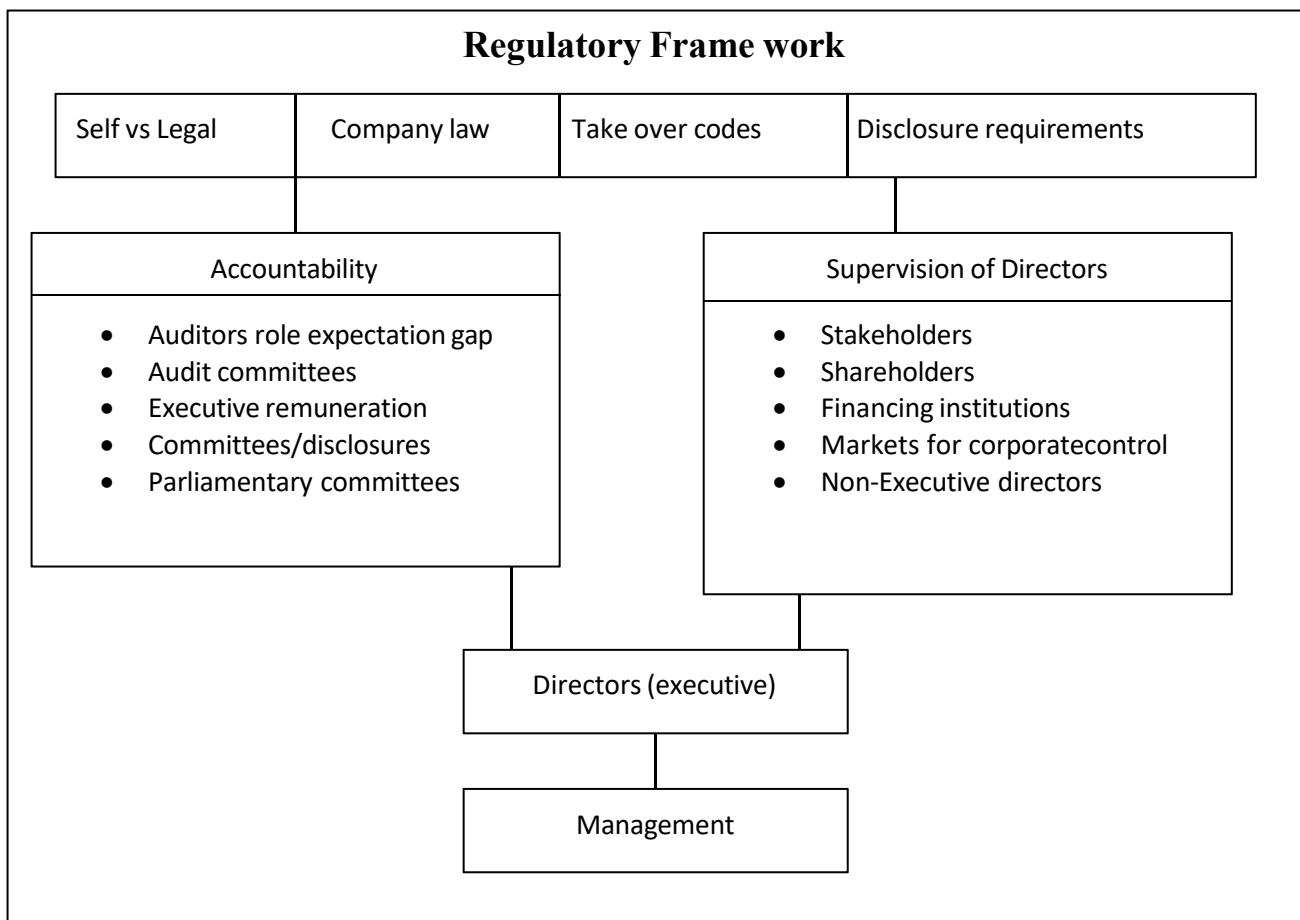 Regulatory Frame work
Self vs Legal
Company law
Take over codes
Disclosure requirements
Accountability
• Auditors role expectation gap
• Audit committees
• Executive remuneration
• Committees/disclosures
• Parliamentary committees
Supervision of Directors
• Stakeholders
• Shareholders
• Financing institutions
• Markets for corporatecontrol
• Non-Executive directors
Directors (executive)
Management